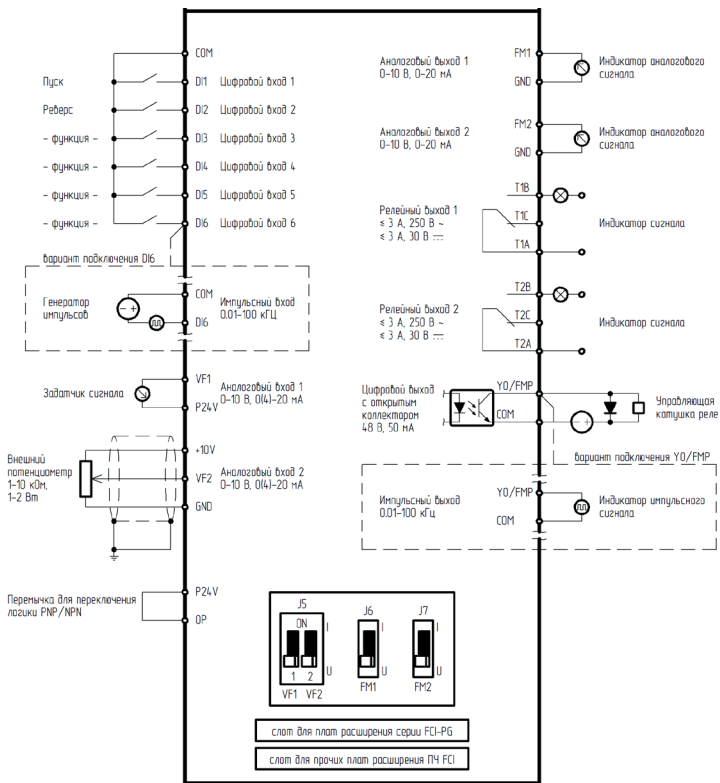 COM
Пуск
DI1 Цифровой вход 1
Реверс
DI2 Цифровой вход 2
- функция -
DI3 Цифровой вход 3
- функция -
DI4 Цифровой вход 4
- функция -
DI5 Цифровой вход 5
- функция -
DI6 Цифровой вход 6
вариант подключения DI6
Генератор
импульсов
- +
COM
Импульсный вход
0.01-100 кГЦ
DI6
Задатчик сигнала
VF1
Аналоговый вход 1
0-10 В, 0(4)-20 мА
P24V
Внешний
потенциометр
1-10 кОм,
1-2 Вт
+10V
VF2
Аналоговый вход 2
0-10 В, 0(4)-20 мА
GND
Перемычка для переключения
логики PNP/NPN
P24V
OP
Аналоговый выход 1
0-10 В, 0-20 мА
FM1
GND
Индикатор аналогового
сигнала
Аналоговый выход 2
0-10 В, 0-20 мА
FM2
GND
Индикатор аналогового
сигнала
Релейный выход 1
≤ 3 А, 250 В ~
≤ 3 А, 30 В ⎓
T1B
T1C
T1A
Индикатор сигнала
Релейный выход 2
≤ 3 А, 250 В ~
≤ 3 А, 30 В ⎓
T2B
T2C
T2A
Индикатор сигнала
Цифровой выход
с открытым
коллектором
48 В, 50 мА
YO/FMP
COM
- +
Управляющая
катушка реле
вариант подключения YO/FMP
Импульсный выход
0.01-100 кГц
YO/FMP
COM
Индикатор импульсного
сигнала
J5
ON
I
1 2
U
VF1 VF2
J6
I
U
FM1
J7
I
U
FM2
слот для плат расширения серии FCI-PG
слот для прочих плат расширения ПЧ FCI